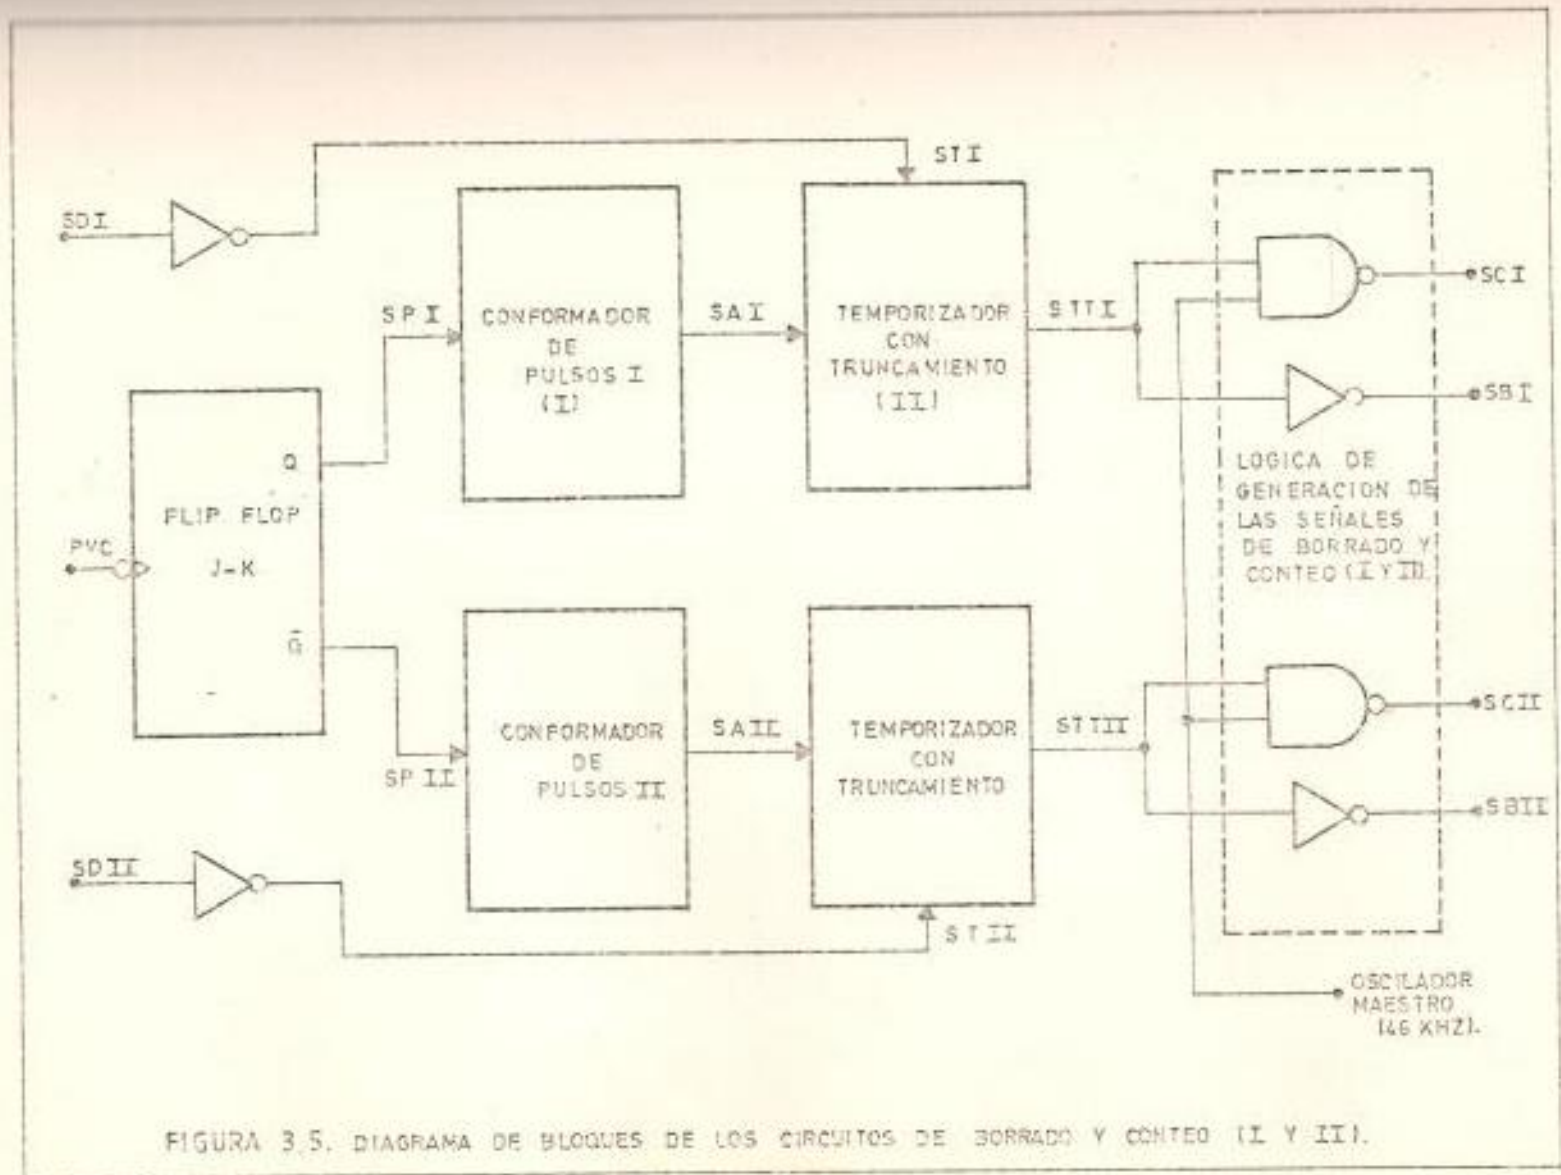 SDI
STI
SPI
CONFORMADOR
DE
PULSOS I
(I)
SAI
TEMPORIZADOR
CON
TRUNCAMIENTO
(II)
STTI
SCI
SBI
LOGICA DE
GENERACION DE
LAS SEÑALES
DE BORRADO Y
CONTEO (I Y II).
PVC
Q
FLIP FLOP
J-K
Q̄
SPII
CONFORMADOR
DE
PULSOS II
SAII
TEMPORIZADOR
CON
TRUNCAMIENTO
STTII
SCII
SBII
SDII
STII
OSCILADOR
MAESTRO
(46 KHZ).
FIGURA 3.5. DIAGRAMA DE BLOQUES DE LOS CIRCUITOS DE BORRADO Y CONTEO (I Y II).